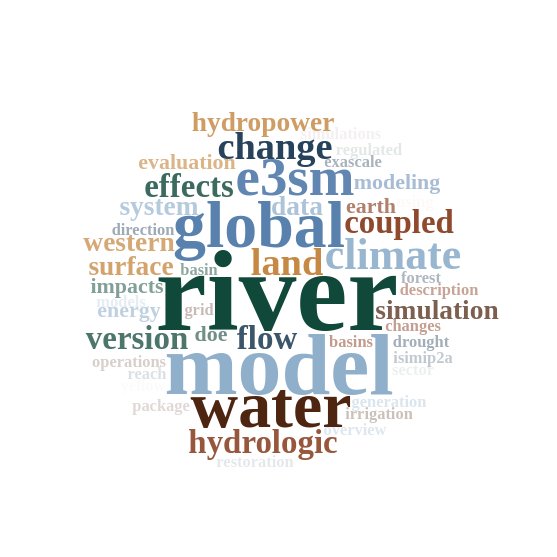 hydropower
simulations
change
regulated
evaluation
exascale
e3sm
effects
modeling
system
data
earth
global
coupled
direction
western
climate
land
surface
basin
forest
impacts
river
description
models
energy
grid
simulation
changes
version
doe
flow
basins
drought
model
isimip2a
operations
reach
sector
package
water
generation
irrigation
overview
hydrologic
restoration